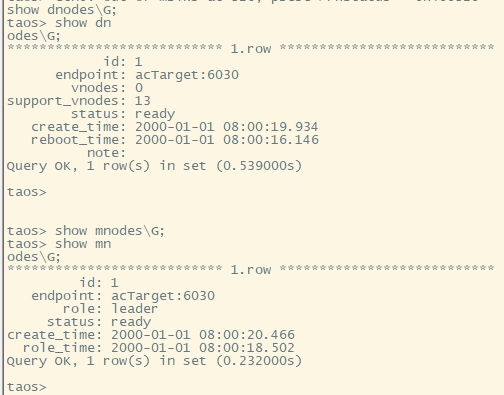 show dnodes\G;
taos> show dn
odes\G;
*************************** 1.row ***************************
id: 1
endpoint: acTarget:6030
vnodes: 0
support_vnodes: 13
status: ready
create_time: 2000-01-01 08:00:19.934
reboot_time: 2000-01-01 08:00:16.146
note:
Query OK, 1 row(s) in set (0.539000s)
taos>
taos> show mnodes\G;
taos> show mn
odes\G;
*************************** 1.row ***************************
id: 1
endpoint: acTarget:6030
role: leader
status: ready
create_time: 2000-01-01 08:00:20.466
role_time: 2000-01-01 08:00:18.502
Query OK, 1 row(s) in set (0.232000s)
taos>